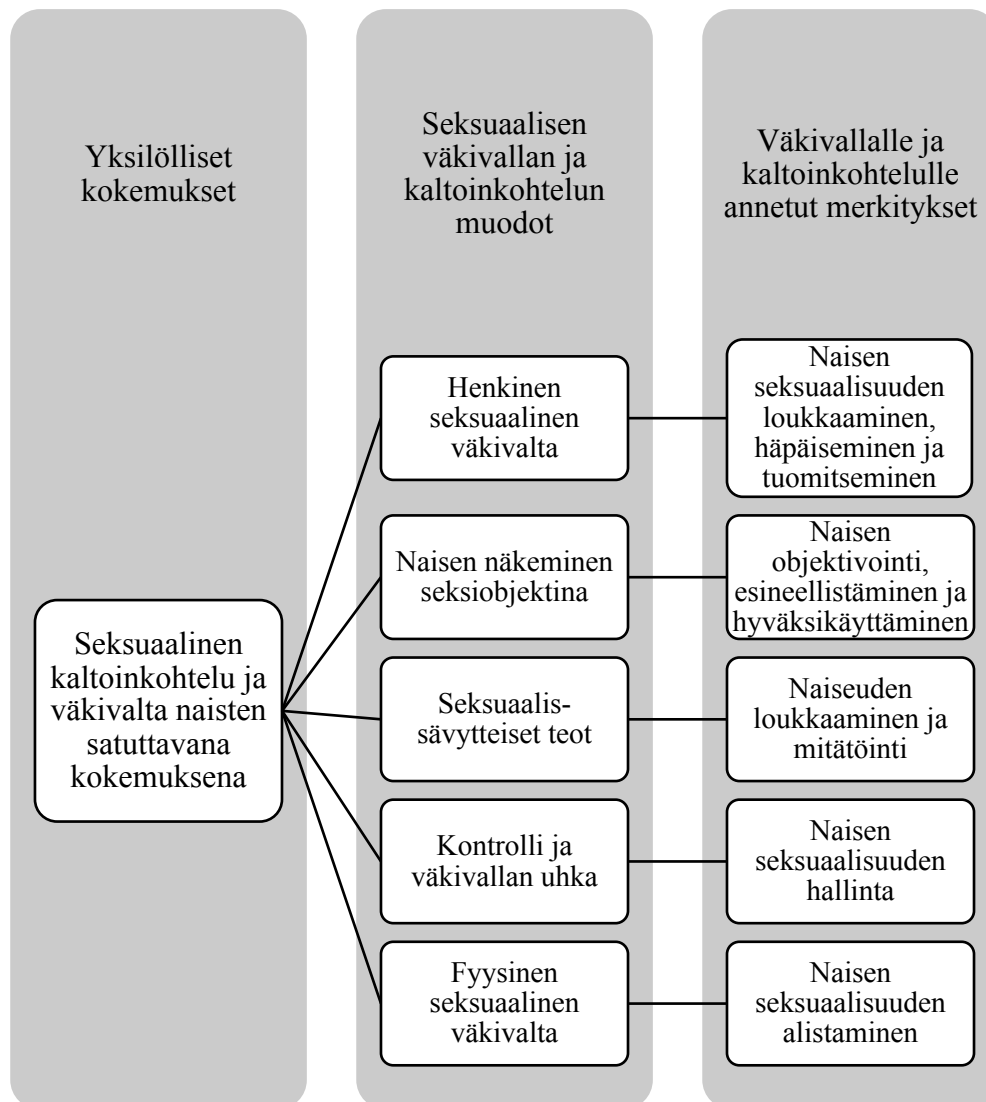 Yksilölliset
kokemukset
Seksuaalisen
väkivallan ja
kaltoinkohtelun
muodot
Väkivallalle ja
kaltoinkohtelulle
annetut merkitykset
Seksuaalinen
kaltoinkohtelu ja
väkivalta naisten
satuttavana
kokemuksena
Henkinen
seksuaalinen
väkivalta
Naisen
seksuaalisuuden
loukkaaminen,
häpäiseminen ja
tuomitseminen
Naisen näkeminen
seksiobjektina
Naisen
objektivointi,
esineellistäminen ja
hyväksikäyttäminen
Seksuaalis-
sävytteiset teot
Naiseuden
loukkaaminen ja
mitätöinti
Kontrolli ja
väkivallan uhka
Naisen
seksuaalisuuden
hallinta
Fyysinen
seksuaalinen
väkivalta
Naisen
seksuaalisuuden
alistaminen